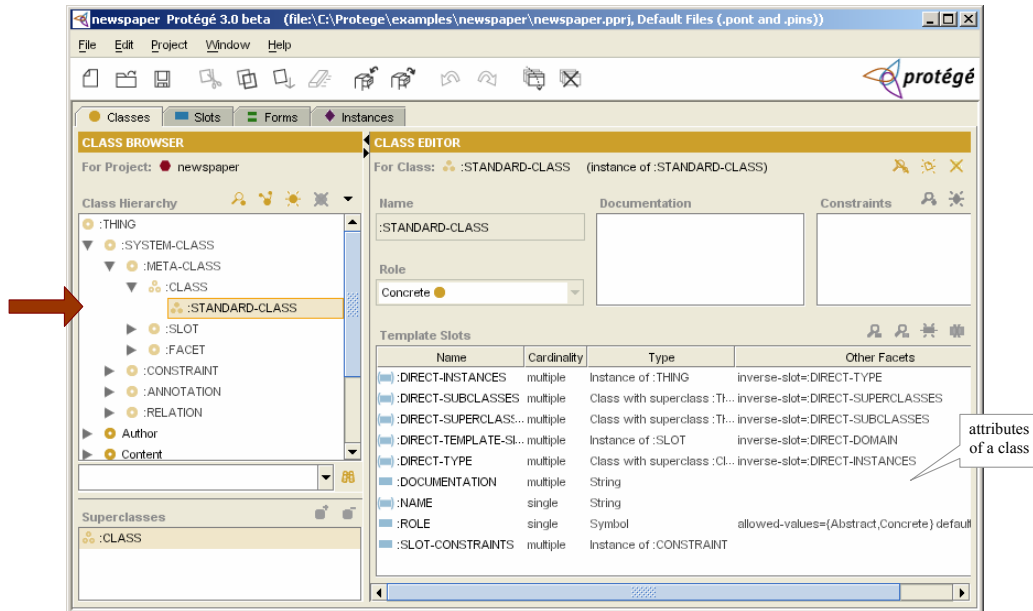 newspaper Protégé 3.0 beta (file:\C:\Protege\examples\newspaper\newspaper.pprj, Default Files (.pont and .pins))
File Edit Project Window Help
protégé
Classes Slots Forms Instances
CLASS BROWSER
For Project: newspaper
Class Hierarchy
:THING
:SYSTEM-CLASS
:META-CLASS
:CLASS
:STANDARD-CLASS
:SLOT
:FACET
:CONSTRAINT
:ANNOTATION
:RELATION
Author
Content
Superclasses
:CLASS
CLASS EDITOR
For Class: :STANDARD-CLASS (instance of :STANDARD-CLASS)
Name Documentation Constraints
:STANDARD-CLASS
Role
Concrete
Template Slots
Name Cardinality Type Other Facets
:DIRECT-INSTANCES multiple Instance of :THING inverse-slot=:DIRECT-TYPE
:DIRECT-SUBCLASSES multiple Class with superclass :TH... inverse-slot=:DIRECT-SUPERCLASSES
:DIRECT-SUPERCLASS... multiple Class with superclass :TH... inverse-slot=:DIRECT-SUBCLASSES
:DIRECT-TEMPLATE-SL... multiple Instance of :SLOT inverse-slot=:DIRECT-DOMAIN
:DIRECT-TYPE multiple Class with superclass :CL... inverse-slot=:DIRECT-INSTANCES
:DOCUMENTATION multiple String
:NAME single String
:ROLE single Symbol allowed-values={Abstract,Concrete} default
:SLOT-CONSTRAINTS multiple Instance of :CONSTRAINT
attributes
of a class